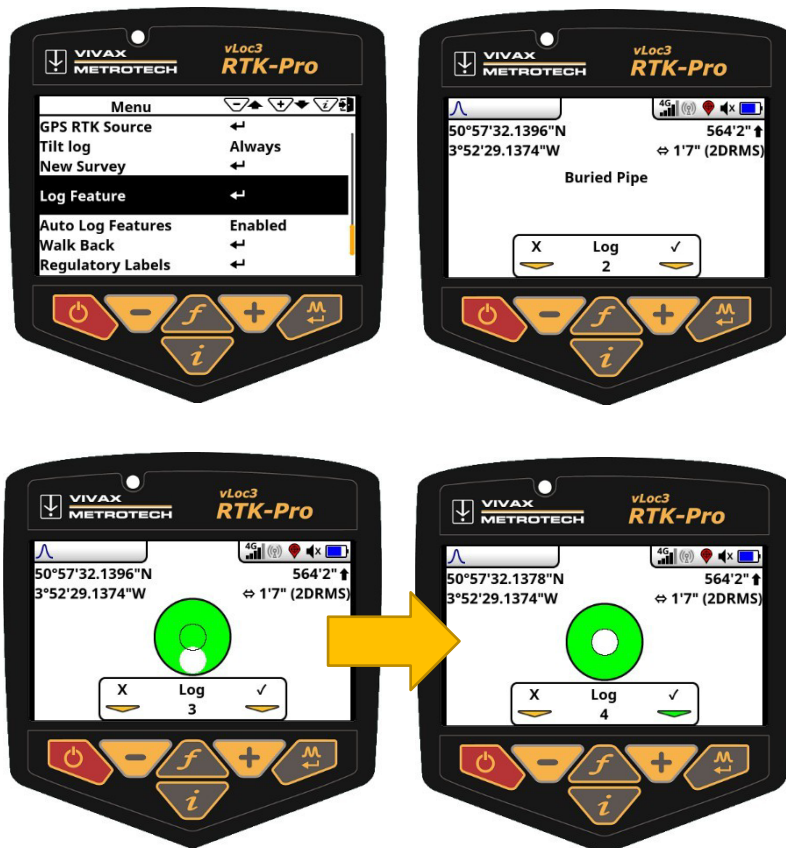 VIVAX
METROTECH
vLoc3
RTK-Pro
Menu - + i
GPS RTK Source
Tilt log Always
New Survey
Log Feature
Auto Log Features Enabled
Walk Back
Regulatory Labels
- f + M
i
VIVAX
METROTECH
vLoc3
RTK-Pro
4G
50°57'32.1396"N 564'2"⬆
3°52'29.1374"W ⇔ 1'7" (2DRMS)
Buried Pipe
X Log ✓
2
- f + M
i
VIVAX
METROTECH
vLoc3
RTK-Pro
4G
50°57'32.1396"N 564'2"⬆
3°52'29.1374"W ⇔ 1'7" (2DRMS)
X Log ✓
3
- f + M
i
VIVAX
METROTECH
vLoc3
RTK-Pro
4G
50°57'32.1378"N 564'2"⬆
3°52'29.1374"W ⇔ 1'7" (2DRMS)
X Log ✓
4
- f + M
i